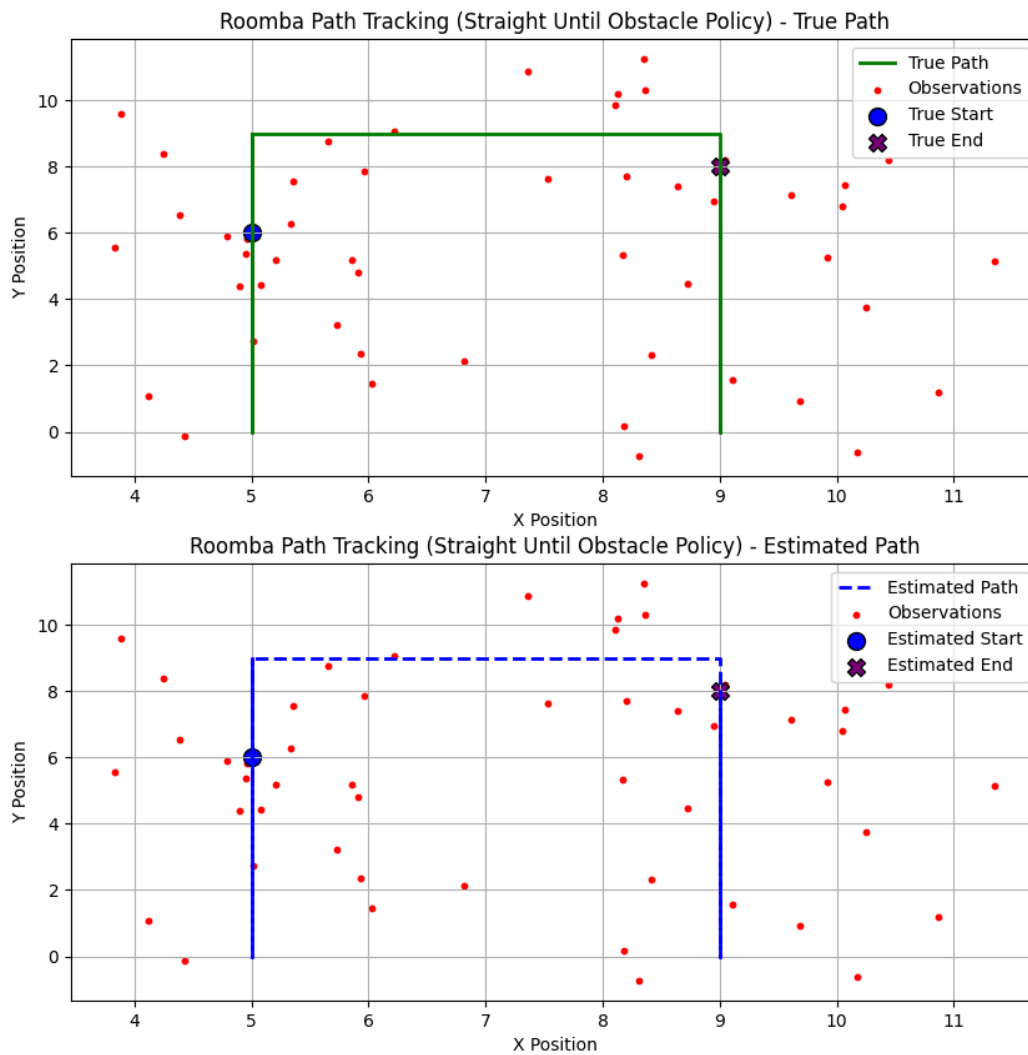 Roomba Path Tracking (Straight Until Obstacle Policy) - True Path
True Path
Observations
True Start
True End
10
8
6
4
2
0
Y Position
4 5 6 7 8 9 10 11
X Position
Roomba Path Tracking (Straight Until Obstacle Policy) - Estimated Path
Estimated Path
Observations
Estimated Start
Estimated End
10
8
6
4
2
0
Y Position
4 5 6 7 8 9 10 11
X Position